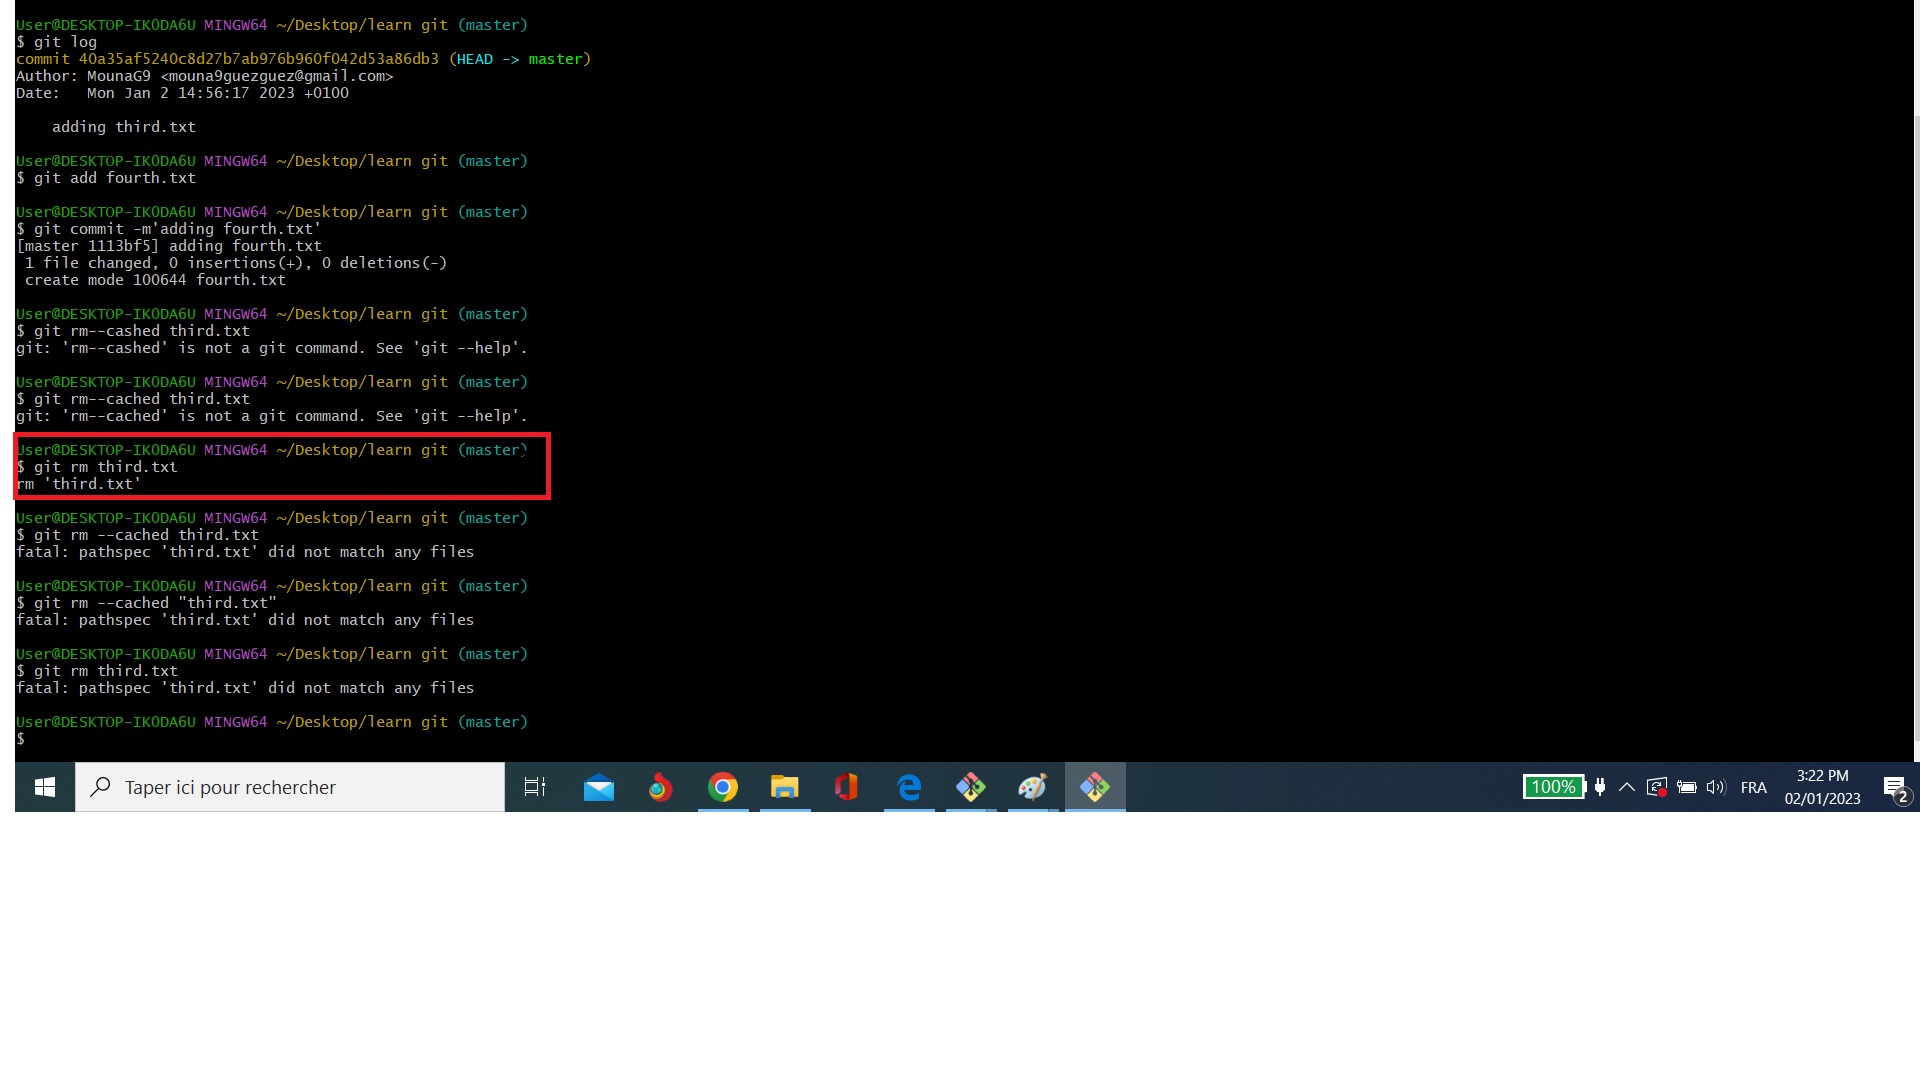 User@DESKTOP-IKODA6U MINGW64 ~/Desktop/learn git (master)
$ git log
commit 40a35af5240c8d27b7ab976b960f042d53a86db3 (HEAD -> master)
Author: MounaG9 <mouna9guezguez@gmail.com>
Date:   Mon Jan 2 14:56:17 2023 +0100
    adding third.txt
User@DESKTOP-IKODA6U MINGW64 ~/Desktop/learn git (master)
$ git add fourth.txt
User@DESKTOP-IKODA6U MINGW64 ~/Desktop/learn git (master)
$ git commit -m'adding fourth.txt'
[master 1113bf5] adding fourth.txt
 1 file changed, 0 insertions(+), 0 deletions(-)
 create mode 100644 fourth.txt
User@DESKTOP-IKODA6U MINGW64 ~/Desktop/learn git (master)
$ git rm--cashed third.txt
git: 'rm--cashed' is not a git command. See 'git --help'.
User@DESKTOP-IKODA6U MINGW64 ~/Desktop/learn git (master)
$ git rm--cached third.txt
git: 'rm--cached' is not a git command. See 'git --help'.
User@DESKTOP-IKODA6U MINGW64 ~/Desktop/learn git (master)
$ git rm third.txt
rm 'third.txt'
User@DESKTOP-IKODA6U MINGW64 ~/Desktop/learn git (master)
$ git rm --cached third.txt
fatal: pathspec 'third.txt' did not match any files
User@DESKTOP-IKODA6U MINGW64 ~/Desktop/learn git (master)
$ git rm --cached "third.txt"
fatal: pathspec 'third.txt' did not match any files
User@DESKTOP-IKODA6U MINGW64 ~/Desktop/learn git (master)
$ git rm third.txt
fatal: pathspec 'third.txt' did not match any files
User@DESKTOP-IKODA6U MINGW64 ~/Desktop/learn git (master)
$
Taper ici pour rechercher
100%
FRA
3:22 PM
02/01/2023
2